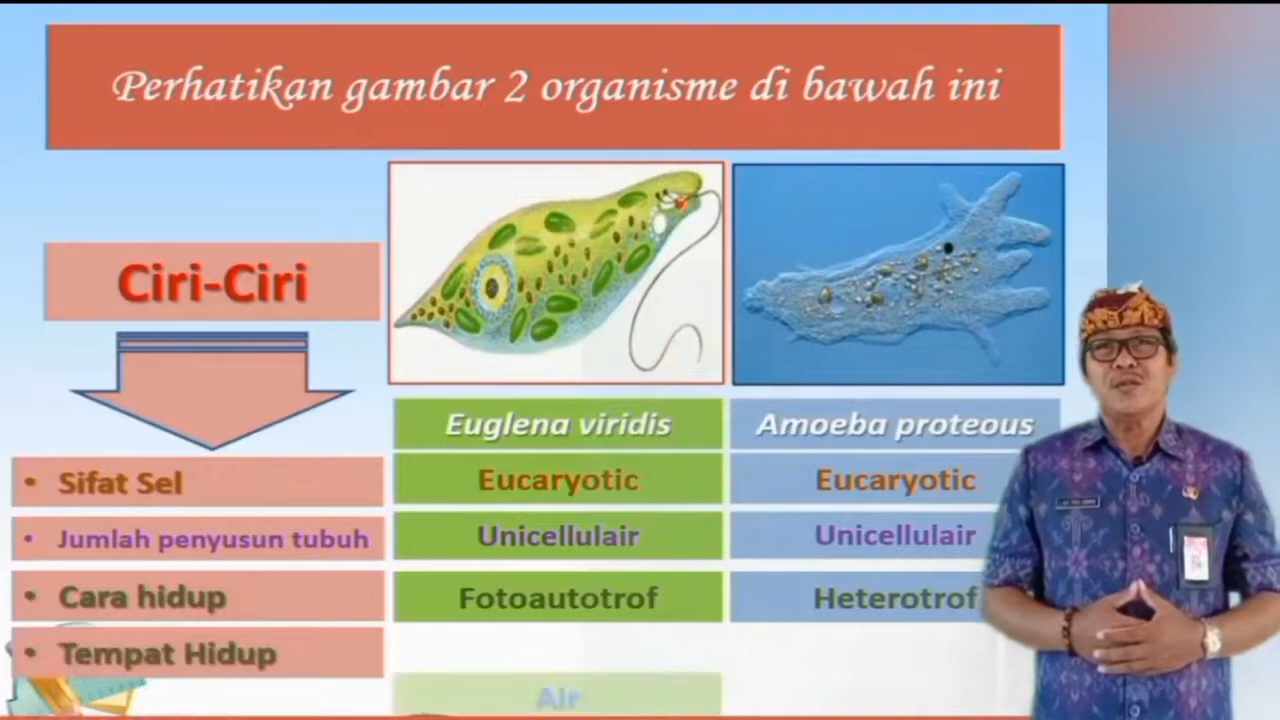 Perhatikan gambar 2 organisme di bawah ini
Ciri-Ciri
Euglena viridis
Amoeba proteous
• Sifat Sel
Eucaryotic
Eucaryotic
• Jumlah penyusun tubuh
Unicellulair
Unicellulair
• Cara hidup
Fotoautotrof
Heterotrof
• Tempat Hidup
Air